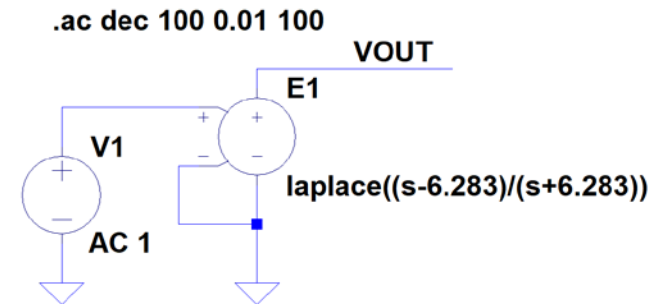 .ac dec 100 0.01 100
VOUT
E1
V1
+
−
+
−
+
−
laplace((s-6.283)/(s+6.283))
AC 1